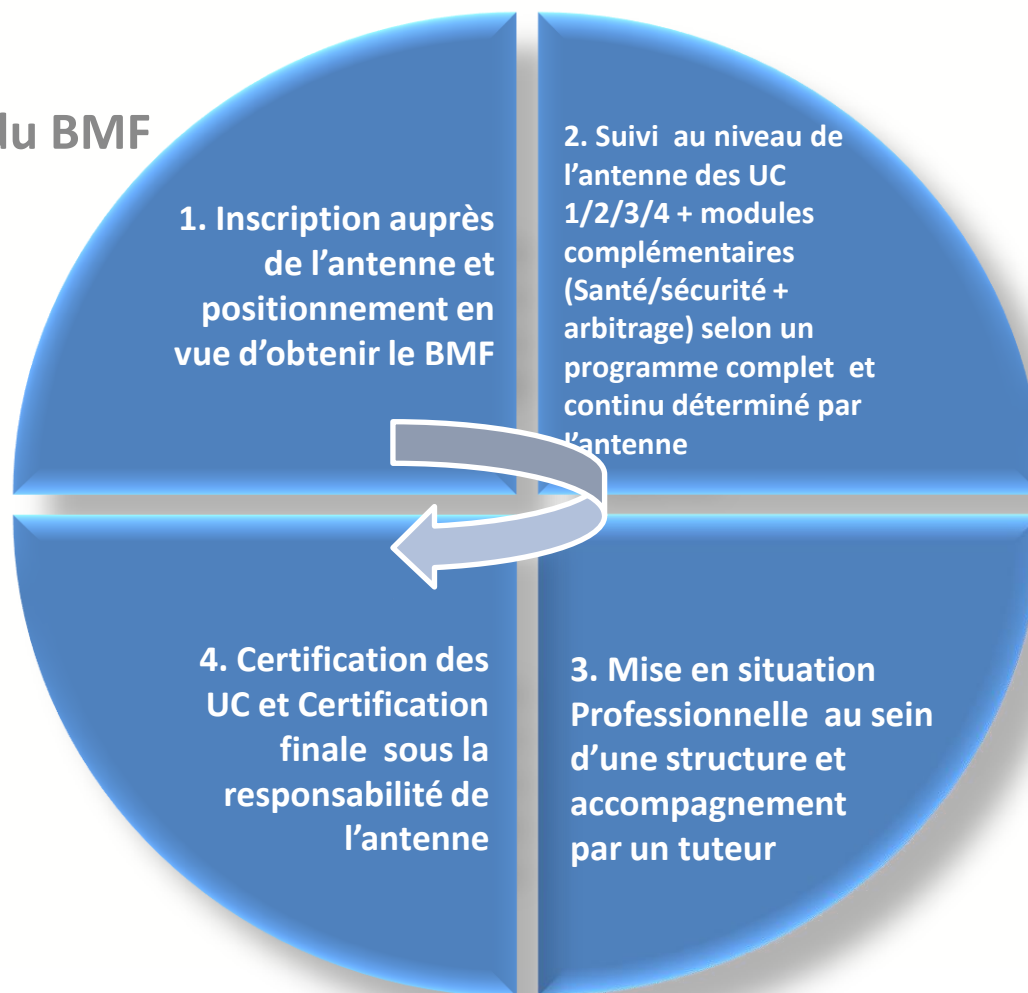 du BMF
1. Inscription auprès
de l'antenne et
positionnement en
vue d'obtenir le BMF
2. Suivi au niveau de
l'antenne des UC
1/2/3/4 + modules
complémentaires
(Santé/sécurité +
arbitrage) selon un
programme complet et
continu déterminé par
l'antenne
3. Mise en situation
Professionnelle au sein
d'une structure et
accompagnement
par un tuteur
4. Certification des
UC et Certification
finale sous la
responsabilité de
l'antenne